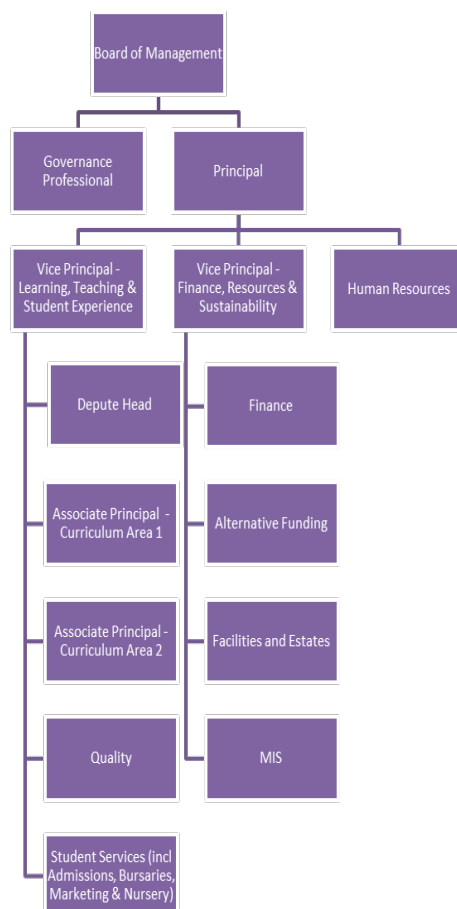 Board of Management
Governance
Professional
Principal
Vice Principal -
Learning, Teaching &
Student Experience
Vice Principal -
Finance, Resources &
Sustainability
Human Resources
Depute Head
Finance
Associate Principal -
Curriculum Area 1
Alternative Funding
Associate Principal -
Curriculum Area 2
Facilities and Estates
Quality
MIS
Student Services (incl
Admissions, Bursaries,
Marketing & Nursery)